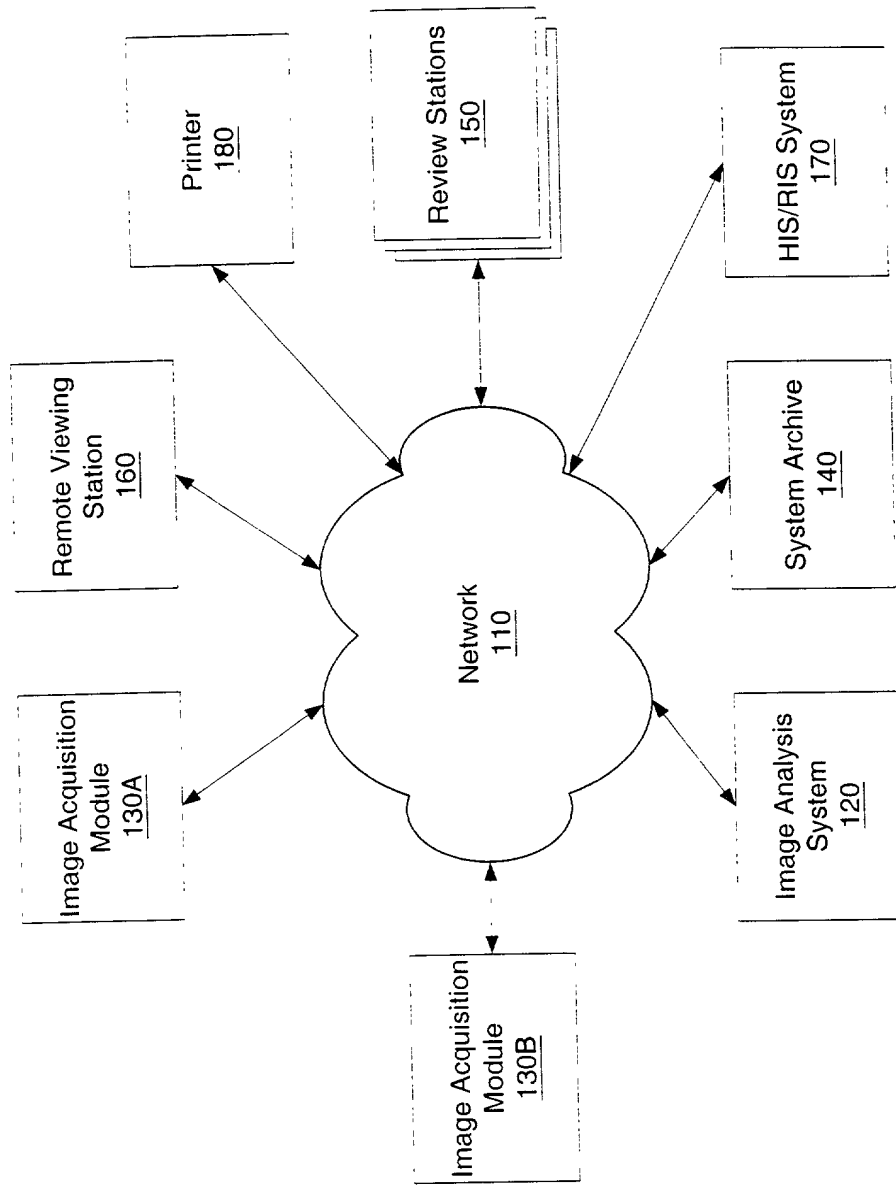 Image Acquisition
Module
130A
Remote Viewing
Station
160
Printer
180
Image Acquisition
Module
130B
Network
110
Review Stations
150
Image Analysis
System
120
System Archive
140
HIS/RIS System
170